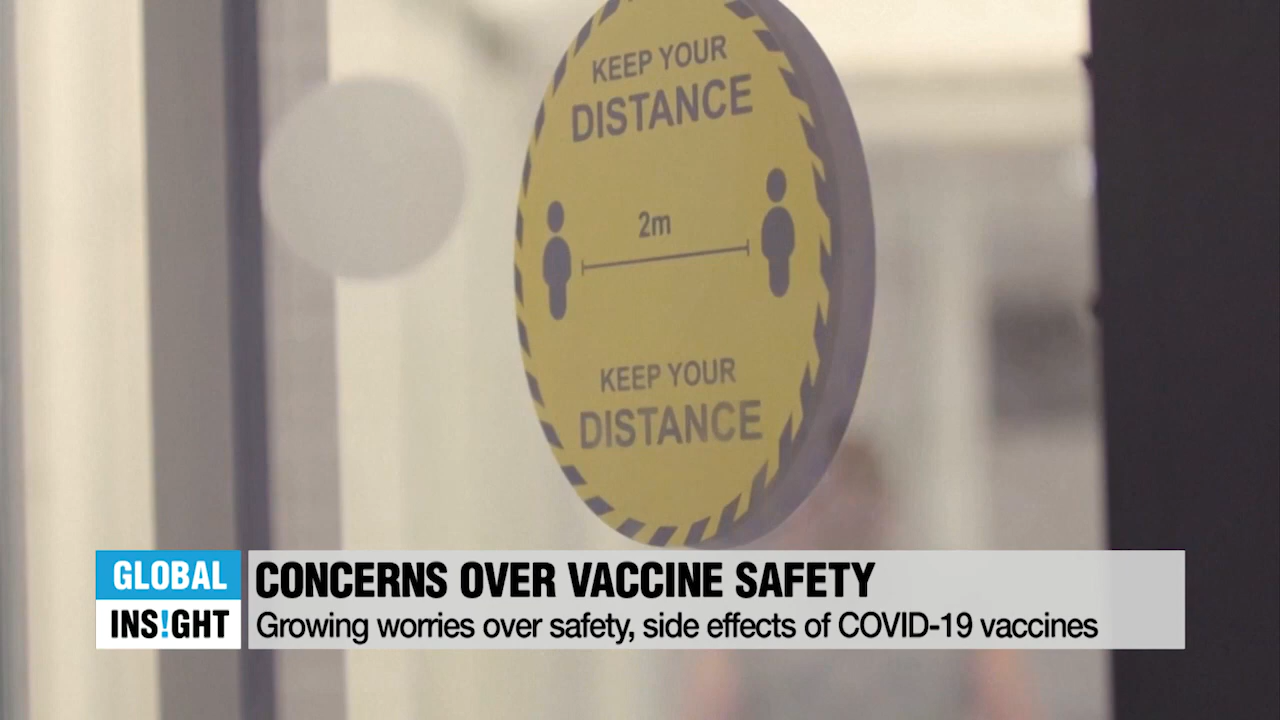 KEEP YOUR
DISTANCE
2m
KEEP YOUR
DISTANCE
GLOBAL
INS!GHT
CONCERNS OVER VACCINE SAFETY
Growing worries over safety, side effects of COVID-19 vaccines